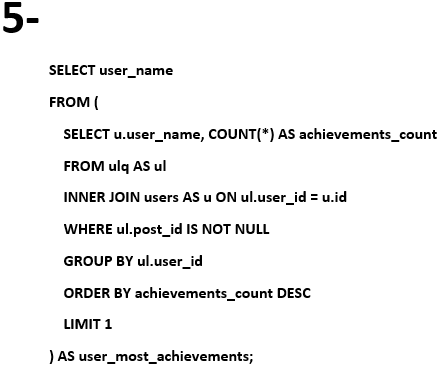 5-
SELECT user_name
FROM (
SELECT u.user_name, COUNT(*) AS achievements_count
FROM ulq AS ul
INNER JOIN users AS u ON ul.user_id = u.id
WHERE ul.post_id IS NOT NULL
GROUP BY ul.user_id
ORDER BY achievements_count DESC
LIMIT 1
) AS user_most_achievements;